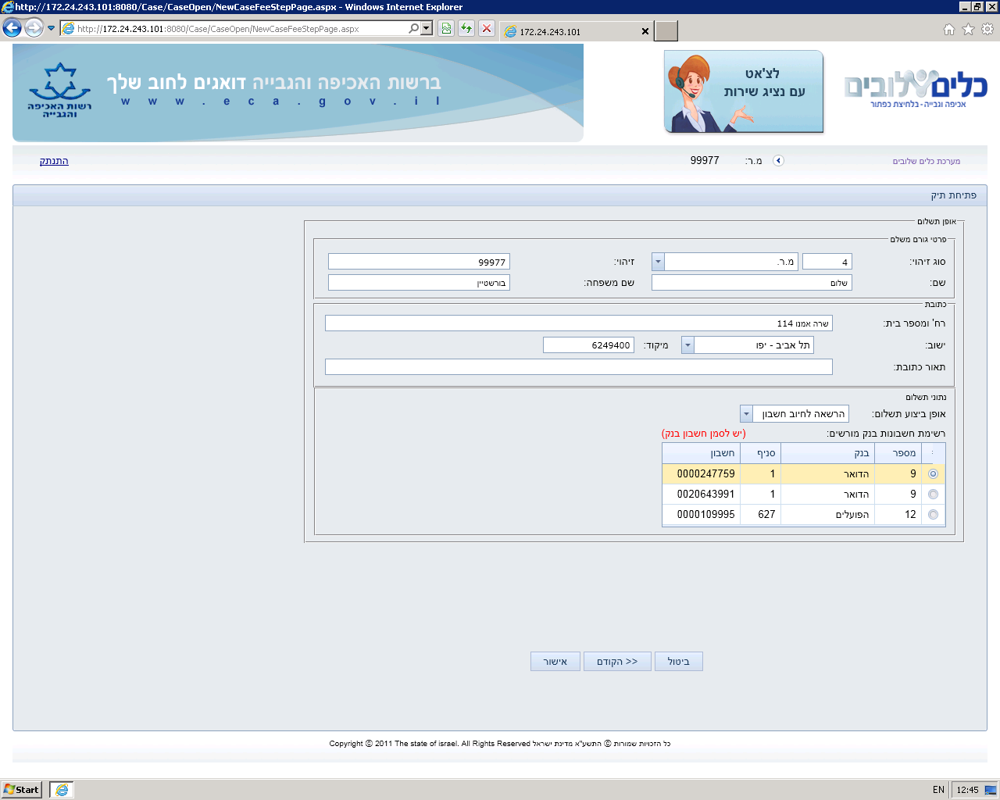 http://172.24.243.101:8080/Case/CaseOpen/NewCaseFeeStepPage.aspx - Windows Internet Explorer
http://172.24.243.101:8080/Case/CaseOpen/NewCaseFeeStepPage.aspx
172.24.243.101
כלים שלובים
אכיפה וגבייה - בלחיצת כפתור
לצ'אט
עם נציג שירות
ברשות האכיפה והגבייה דואגים לחוב שלך
www.eca.gov.il
רשות האכיפה
והגבייה
מערכת כלים שלובים
מ.ר: 99977
התנתק
פתיחת תיק
אופן תשלום
פרטי גורם משלם
סוג זיהוי: 4 מ.ר. זיהוי: 99977
שם: שלום שם משפחה: בורשטיין
כתובת
רח' ומספר בית: שרה אמנו 114
ישוב: תל אביב - יפו מיקוד: 6249400
תאור כתובת:
נתוני תשלום
אופן ביצוע תשלום: הרשאה לחיוב חשבון
רשימת חשבונות בנק מורשים: (יש לסמן חשבון בנק)
מספר בנק סניף חשבון
9 הדואר 1 0000247759
9 הדואר 1 0020643991
12 הפועלים 627 0000109995
ביטול
<< הקודם
אישור
כל הזכויות שמורות © התשע"א מדינת ישראל Copyright © 2011 The state of israel. All Rights Reserved
Start
EN
12:45